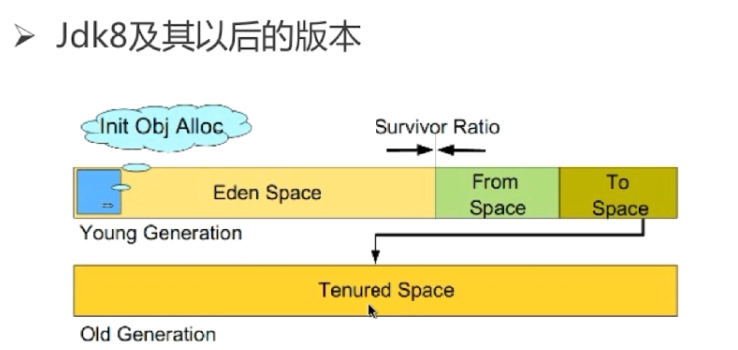 Jdk8及其以后的版本
Init Obj Alloc
Survivor Ratio
Eden Space
From
Space
To
Space
Young Generation
Tenured Space
Old Generation